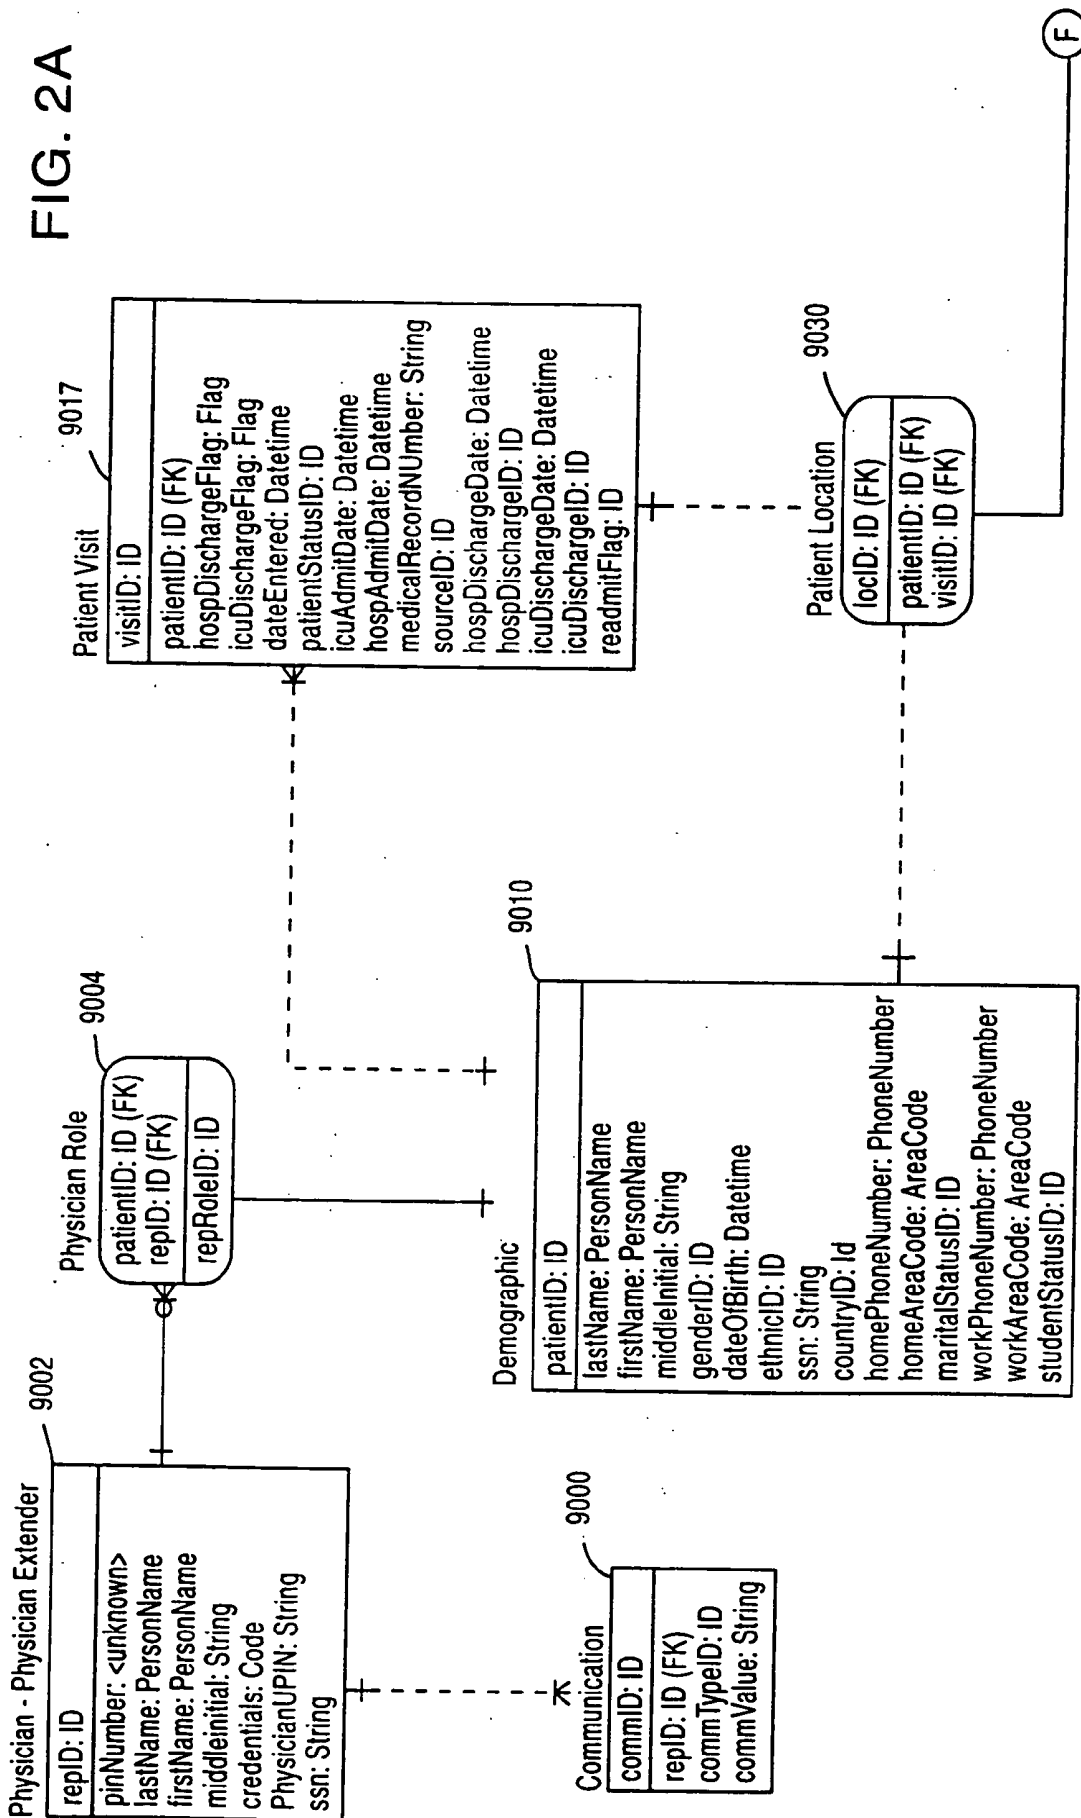 FIG. 2A
Physician - Physician Extender
9002
repID: ID
pinNumber: <unknown>
lastName: PersonName
firstName: PersonName
middleinitial: String
credentials: Code
PhysicianUPIN: String
ssn: String
Physician Role
9004
patientID: ID (FK)
repID: ID (FK)
repRoleID: ID
Patient Visit
9017
visitID: ID
patientID: ID (FK)
hospDischargeFlag: Flag
icuDischargeFlag: Flag
dateEntered: Datetime
patientStatusID: ID
icuAdmitDate: Datetime
hospAdmitDate: Datetime
medicalRecordNUmber: String
sourceID: ID
hospDischargeDate: Datetime
hospDischargeID: ID
icuDischargeDate: Datetime
icuDischargeID: ID
readmitFlag: ID
Communication
9000
commID: ID
repID: ID (FK)
commTypeID: ID
commValue: String
Demographic
9010
patientID: ID
lastName: PersonName
firstName: PersonName
middleInitial: String
genderID: ID
dateOfBirth: Datetime
ethnicID: ID
ssn: String
countryID: Id
homePhoneNumber: PhoneNumber
homeAreaCode: AreaCode
maritalStatusID: ID
workPhoneNumber: PhoneNumber
workAreaCode: AreaCode
studentStatusID: ID
Patient Location
9030
locID: ID (FK)
patientID: ID (FK)
visitID: ID (FK)
F